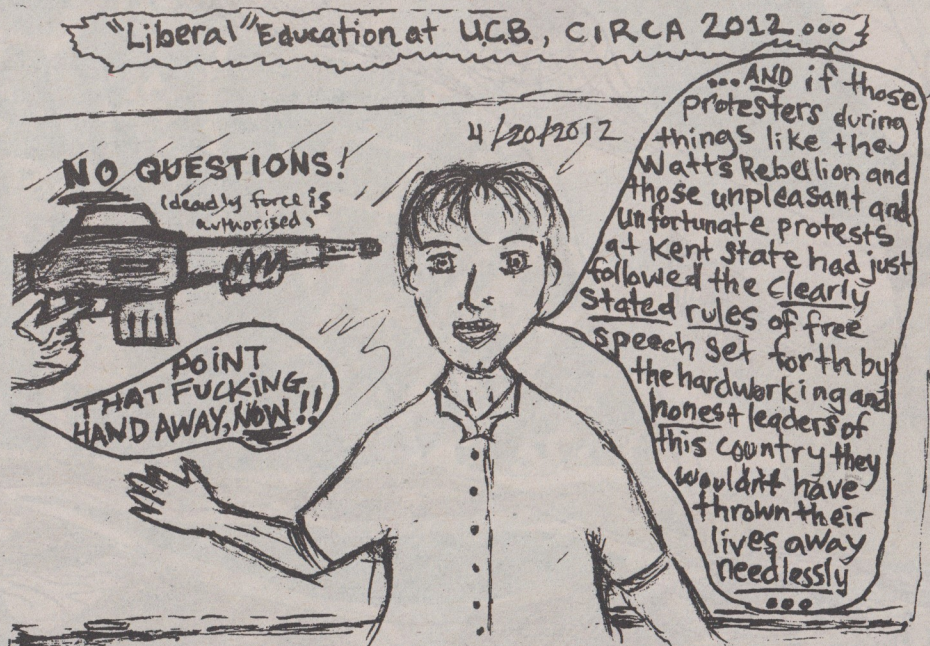 "Liberal" Education at U.C.B., CIRCA 2012...
4/20/2012
NO QUESTIONS!
(deadly force is
authorised)
POINT
THAT FUCKING
HAND AWAY, NOW!!
...AND if those
protesters during
things like the
Watts Rebellion and
those unpleasant and
unfortunate protests
at Kent State had just
followed the clearly
stated rules of free
speech set forth by
the hardworking and
honest leaders of
this country they
wouldn't have
thrown their
lives away
needlessly
...